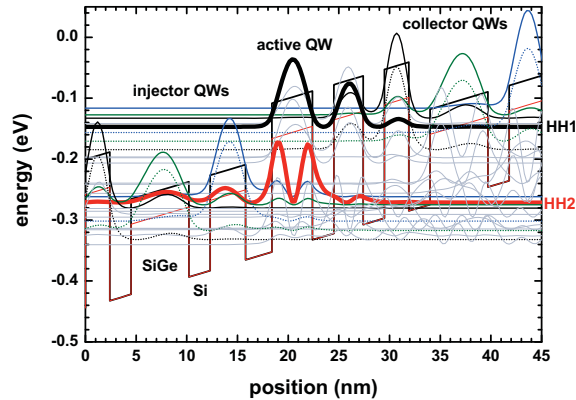 collector QWs
active QW
injector QWs
HH1
HH2
SiGe
Si
energy (eV)
0.0
-0.1
-0.2
-0.3
-0.4
-0.5
0 5 10 15 20 25 30 35 40 45
position (nm)